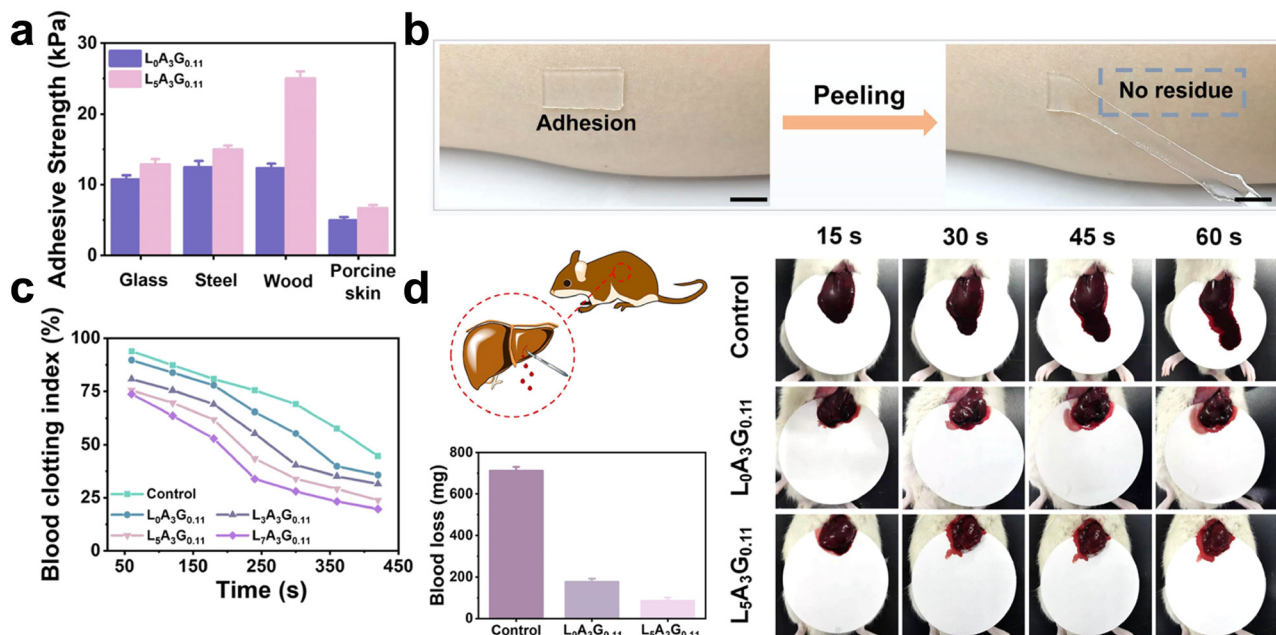 a
Adhesive Strength (kPa)
30
20
10
0
L₀A₃G₀.₁₁
L₅A₃G₀.₁₁
Glass
Steel
Wood
Porcine
skin
b
Adhesion
Peeling
No residue
c
Blood clotting index (%)
100
75
50
25
0
Control
L₀A₃G₀.₁₁
L₃A₃G₀.₁₁
L₅A₃G₀.₁₁
L₇A₃G₀.₁₁
50
150
250
350
450
Time (s)
d
Blood loss (mg)
800
600
400
200
0
Control
L₀A₃G₀.₁₁
L₅A₃G₀.₁₁
15 s
30 s
45 s
60 s
Control
L₀A₃G₀.₁₁
L₅A₃G₀.₁₁